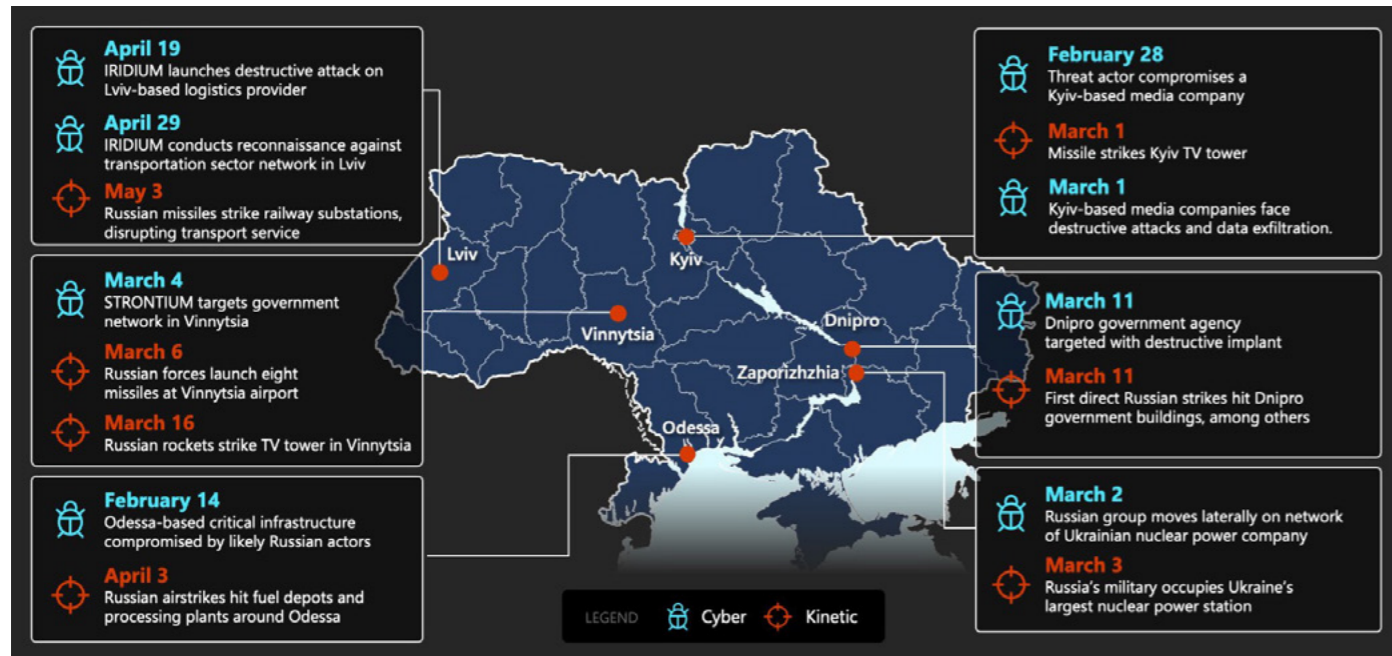 April 19
IRIDIUM launches destructive attack on
Lviv-based logistics provider
April 29
IRIDIUM conducts reconnaissance against
transportation sector network in Lviv
May 3
Russian missiles strike railway substations,
disrupting transport service
March 4
STRONTIUM targets government
network in Vinnytsia
March 6
Russian forces launch eight
missiles at Vinnytsia airport
March 16
Russian rockets strike TV tower in Vinnytsia
February 14
Odessa-based critical infrastructure
compromised by likely Russian actors
April 3
Russian airstrikes hit fuel depots and
processing plants around Odessa
Lviv
Kyiv
Vinnytsia
Dnipro
Zaporizhzhia
Odessa
February 28
Threat actor compromises a
Kyiv-based media company
March 1
Missile strikes Kyiv TV tower
March 1
Kyiv-based media companies face
destructive attacks and data exfiltration.
March 11
Dnipro government agency
targeted with destructive implant
March 11
First direct Russian strikes hit Dnipro
government buildings, among others
March 2
Russian group moves laterally on network
of Ukrainian nuclear power company
March 3
Russia's military occupies Ukraine's
largest nuclear power station
LEGEND Cyber Kinetic